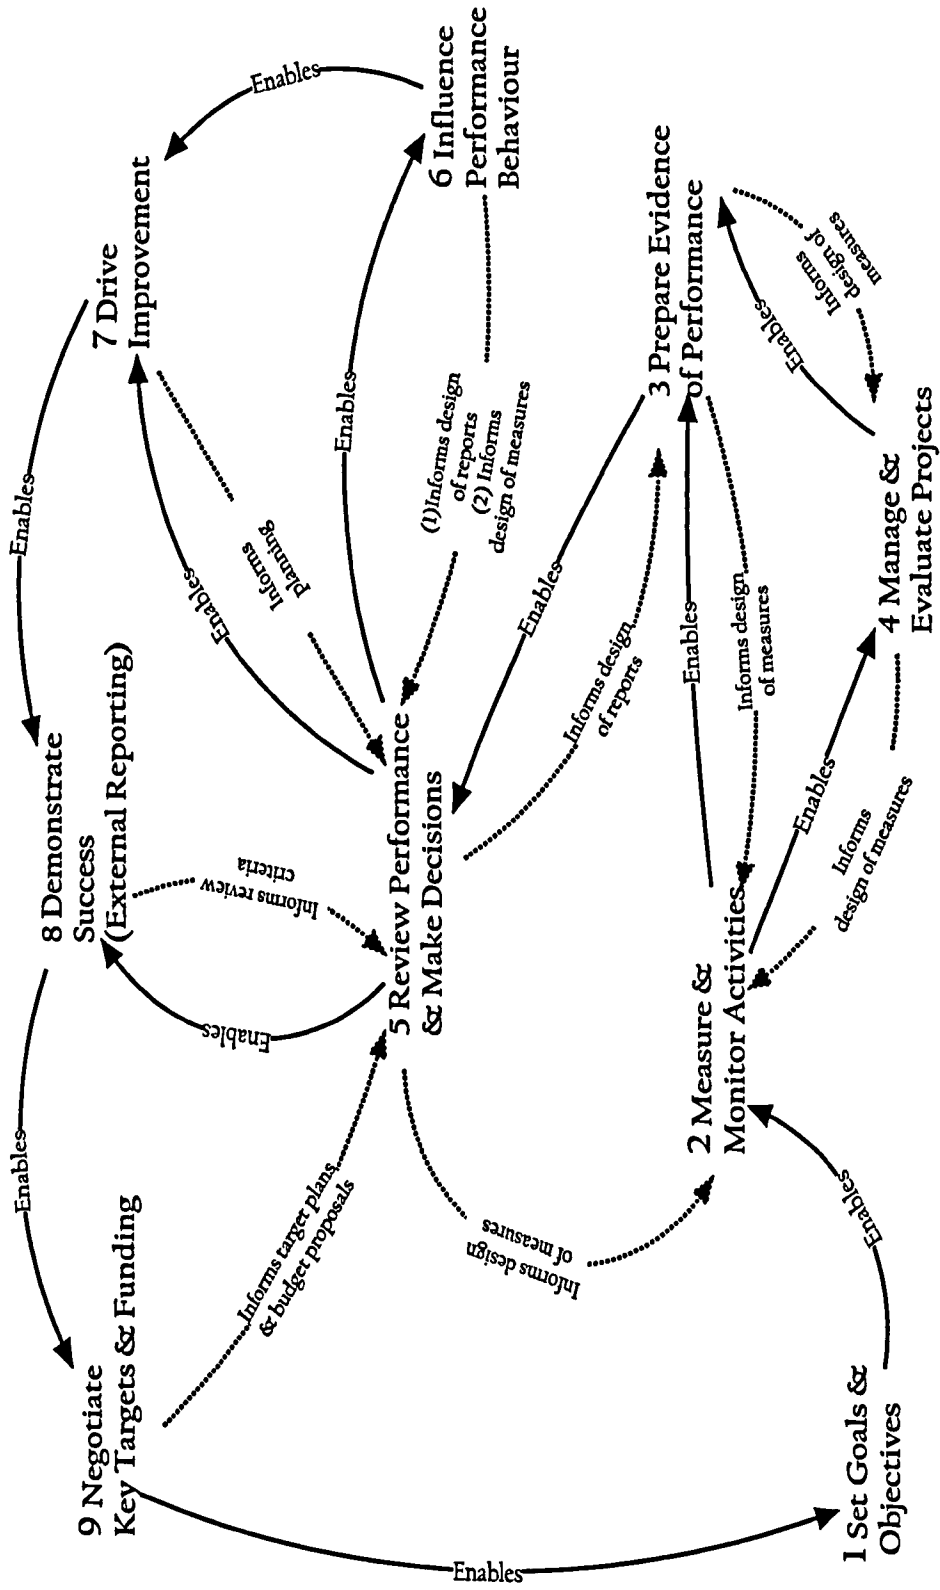 9 Negotiate
Key Targets & Funding
Enables
8 Demonstrate
Success
(External Reporting)
Enables
7 Drive
Improvement
Enables
6 Influence
Performance
Behaviour
Enables
Informs review
criteria
Enables
Informs
planning
Enables
Informs target plans
& budget proposals
5 Review Performance
& Make Decisions
(1)Informs design
of reports
(2) Informs
design of measures
Informs design
of measures
Enables
Informs design
of reports
3 Prepare Evidence
of Performance
2 Measure &
Monitor Activities
Enables
Informs design
of measures
Enables
Informs
design of
measures
Enables
Informs
design of measures
4 Manage &
Evaluate Projects
Enables
1 Set Goals &
Objectives
Enables